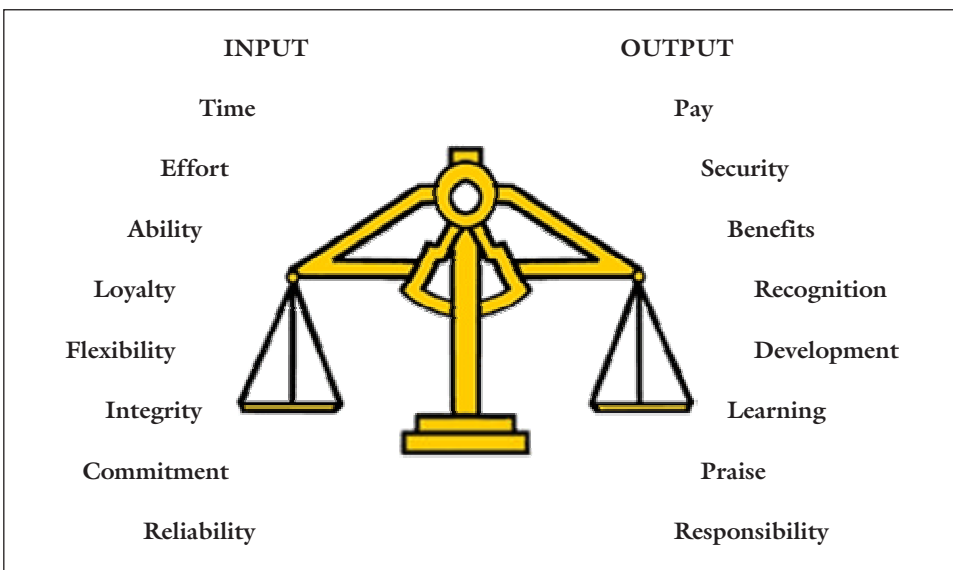 INPUT OUTPUT
Time Pay
Effort Security
Ability Benefits
Loyalty Recognition
Flexibility Development
Integrity Learning
Commitment Praise
Reliability Responsibility